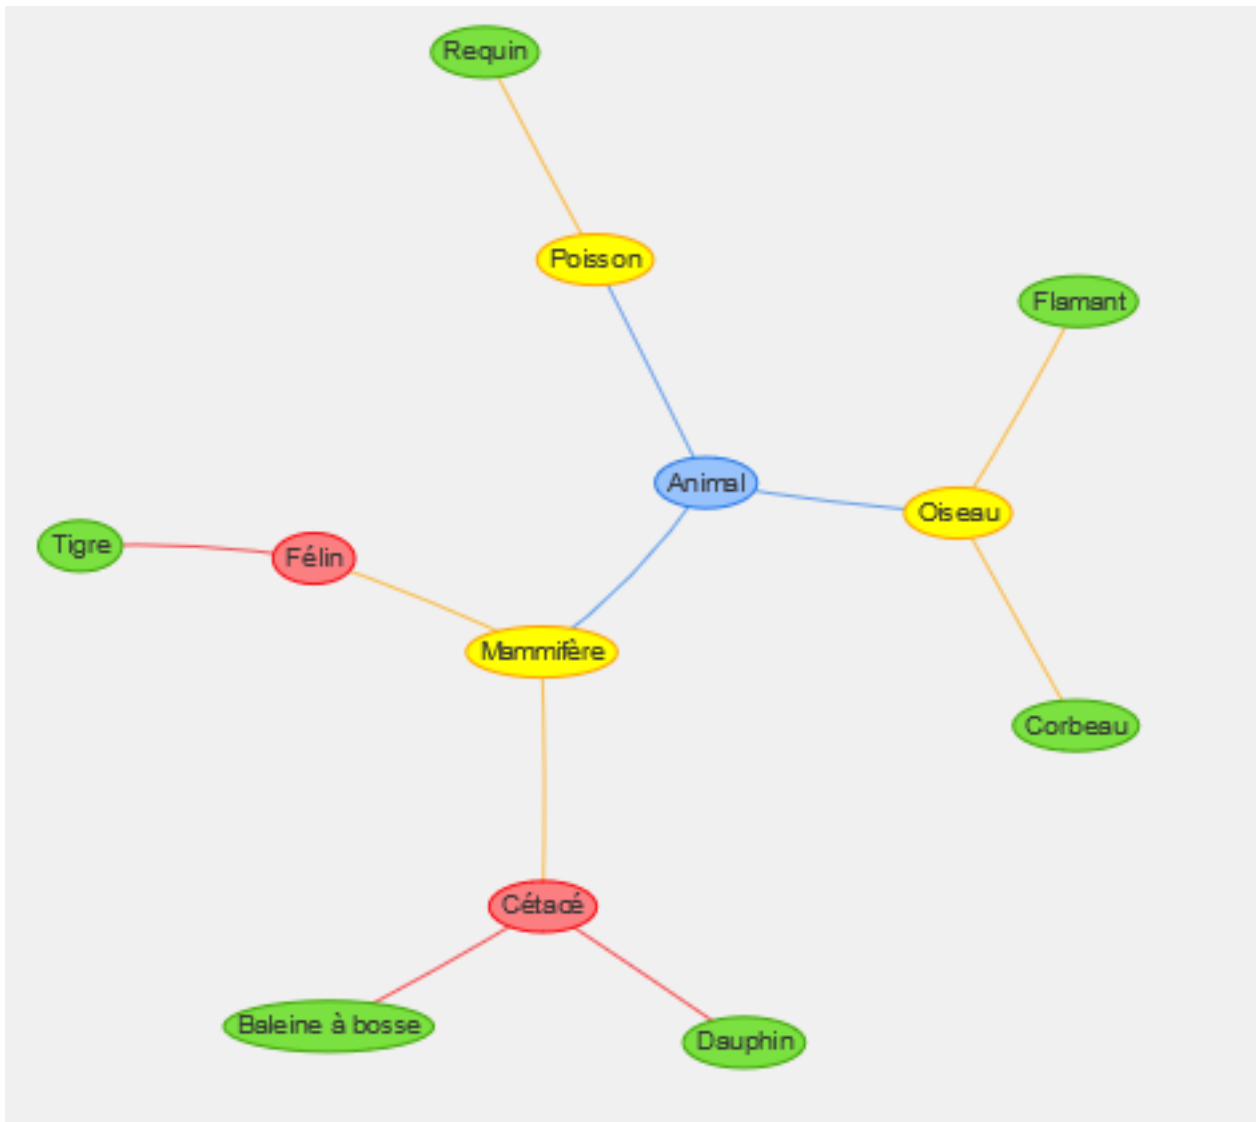 Requin
Poisson
Flamant
Animal
Oiseau
Tigre
Félin
Mammifère
Corbeau
Cétacé
Baleine à bosse
Dauphin